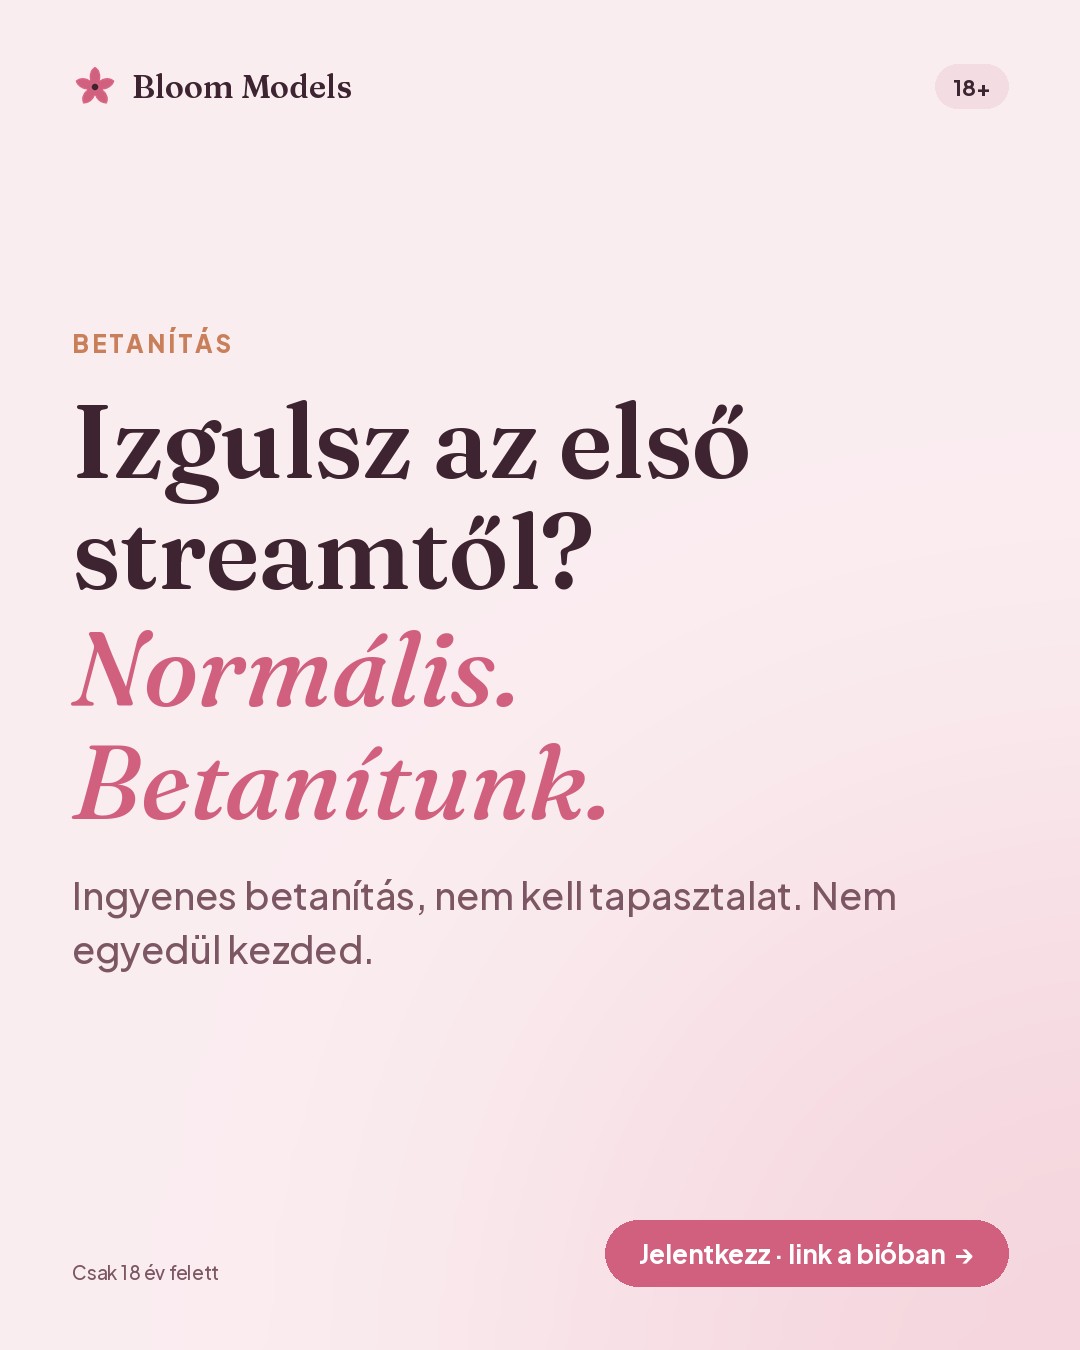 Bloom Models
18+
BETANÍTÁS
Izgulsz az első
streamtől?
Normális.
Betanítunk.
Ingyenes betanítás, nem kell tapasztalat. Nem
egyedül kezded.
Csak 18 év felett
Jelentkezz · link a bióban →